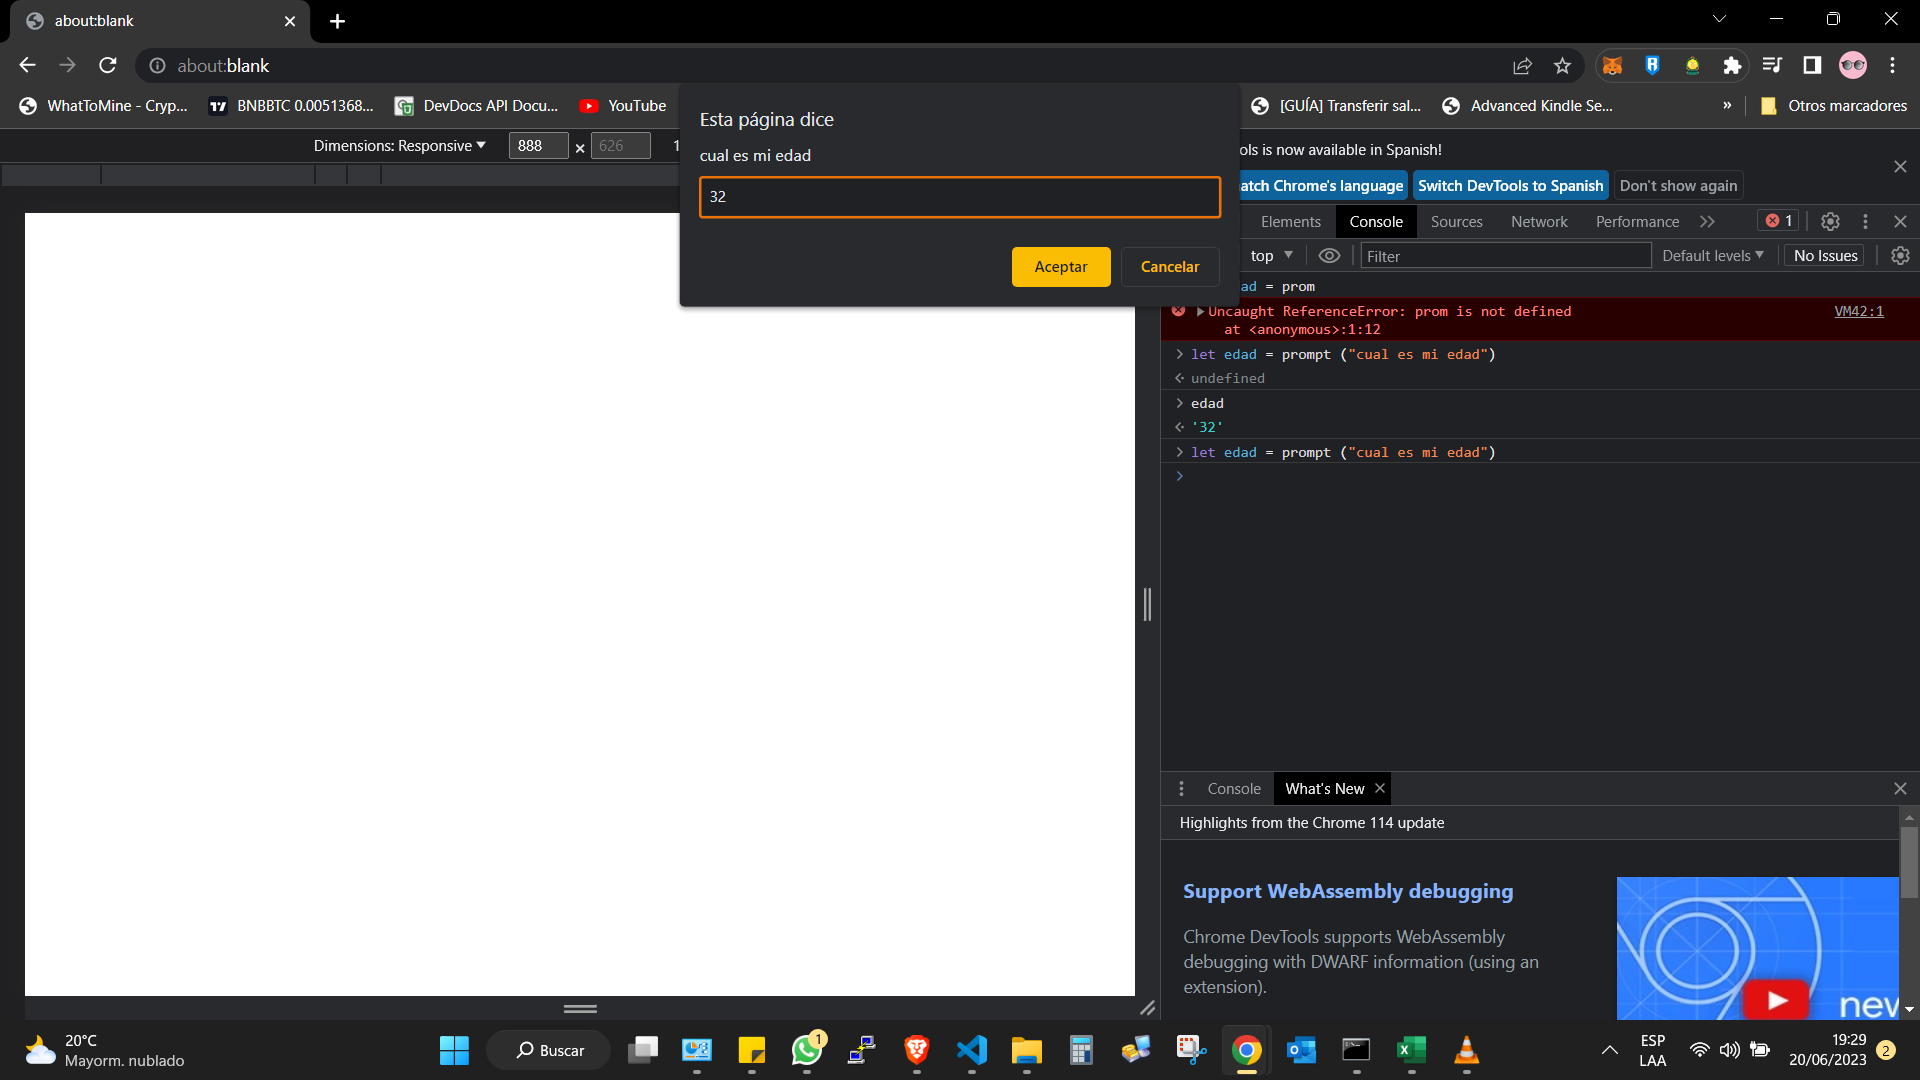 about:blank
about:blank
WhatToMine - Cryp...
BNBBTC 0.0051368...
DevDocs API Docu...
YouTube
[GUÍA] Transferir sal...
Advanced Kindle Se...
»
Otros marcadores
Esta página dice
cual es mi edad
32
Aceptar
Cancelar
Dimensions: Responsive
888
×
626
1
ols is now available in Spanish!
atch Chrome's language
Switch DevTools to Spanish
Don't show again
Elements
Console
Sources
Network
Performance
1
top
Filter
Default levels
No Issues
ad = prom
Uncaught ReferenceError: prom is not defined
VM42:1
at <anonymous>:1:12
let edad = prompt ("cual es mi edad")
undefined
edad
'32'
let edad = prompt ("cual es mi edad")
Console
What's New
Highlights from the Chrome 114 update
Support WebAssembly debugging
Chrome DevTools supports WebAssembly
debugging with DWARF information (using an
extension).
new
20°C
Mayorm. nublado
Buscar
1
ESP
LAA
19:29
20/06/2023
2